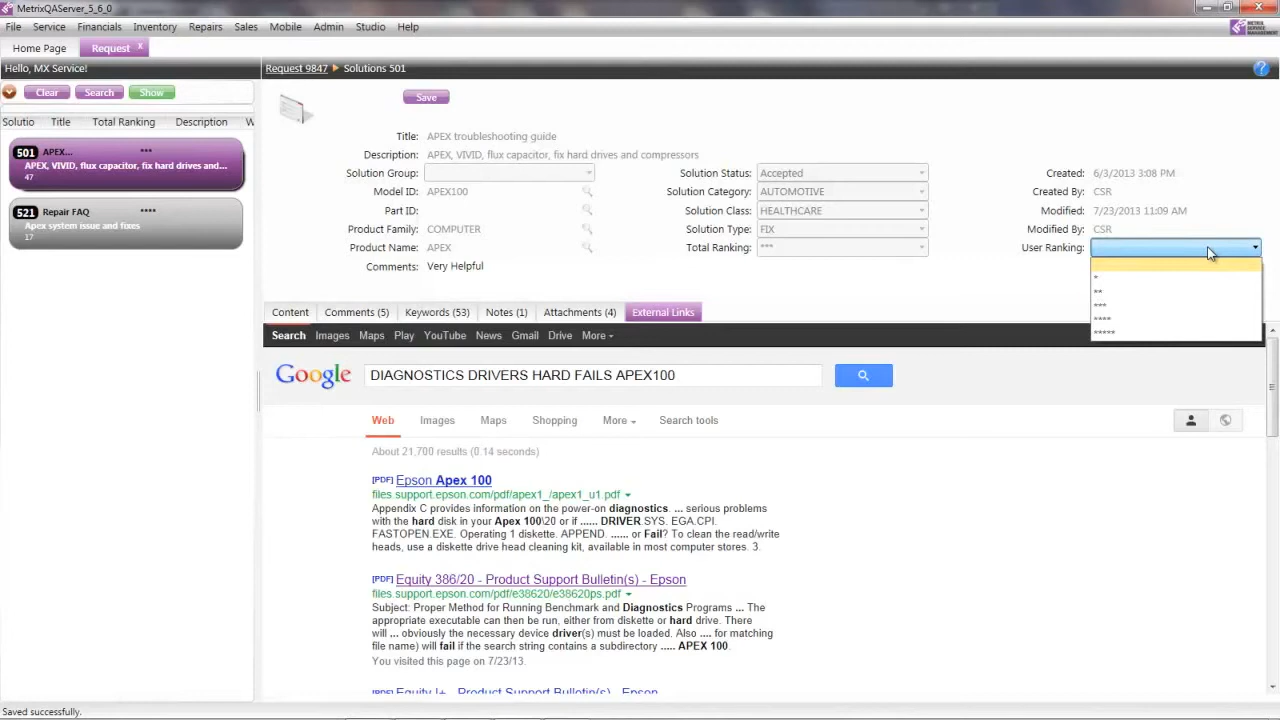 MetrixQAServer_5_6_0
File Service Financials Inventory Repairs Sales Mobile Admin Studio Help
Home Page Request x
Hello, MX Service!
Request 9847 Solutions 501
Clear Search Show
Save
Solutio Title Total Ranking Description W
501 APEX... ***
APEX, VIVID, flux capacitor, fix hard drives and...
47
521 Repair FAQ ****
Apex system issue and fixes
17
Title: APEX troubleshooting guide
Description: APEX, VIVID, flux capacitor, fix hard drives and compressors
Solution Group: Solution Status: Accepted Created: 6/3/2013 3:08 PM
Model ID: APEX100 Solution Category: AUTOMOTIVE Created By: CSR
Part ID: Solution Class: HEALTHCARE Modified: 7/23/2013 11:09 AM
Product Family: COMPUTER Solution Type: FIX Modified By: CSR
Product Name: APEX Total Ranking: *** User Ranking:
Comments: Very Helpful
*
**
***
****
*****
Content Comments (5) Keywords (53) Notes (1) Attachments (4) External Links
Search Images Maps Play YouTube News Gmail Drive More
Google DIAGNOSTICS DRIVERS HARD FAILS APEX100
Web Images Maps Shopping More Search tools
About 21,700 results (0.14 seconds)
[PDF] Epson Apex 100
files.support.epson.com/pdf/apex1_/apex1_u1.pdf
Appendix C provides information on the power-on diagnostics. ... serious problems
with the hard disk in your Apex 100\20 or if ...... DRIVER.SYS. EGA.CPI.
FASTOPEN.EXE. Operating 1 diskette. APPEND. ...... or Fail? To clean the read/write
heads, use a diskette drive head cleaning kit, available in most computer stores. 3.
[PDF] Equity 386/20 - Product Support Bulletin(s) - Epson
files.support.epson.com/pdf/e38620/e38620ps.pdf
Subject: Proper Method for Running Benchmark and Diagnostics Programs ... The
appropriate executable can then be run, either from diskette or hard drive. There
will ... obviously the necessary device driver(s) must be loaded. Also .... for matching
file name) will fail if the search string contains a subdirectory ..... APEX 100.
You visited this page on 7/23/13.
[PDF] Equity I+ - Product Support Bulletin(s) - Epson
Saved successfully.